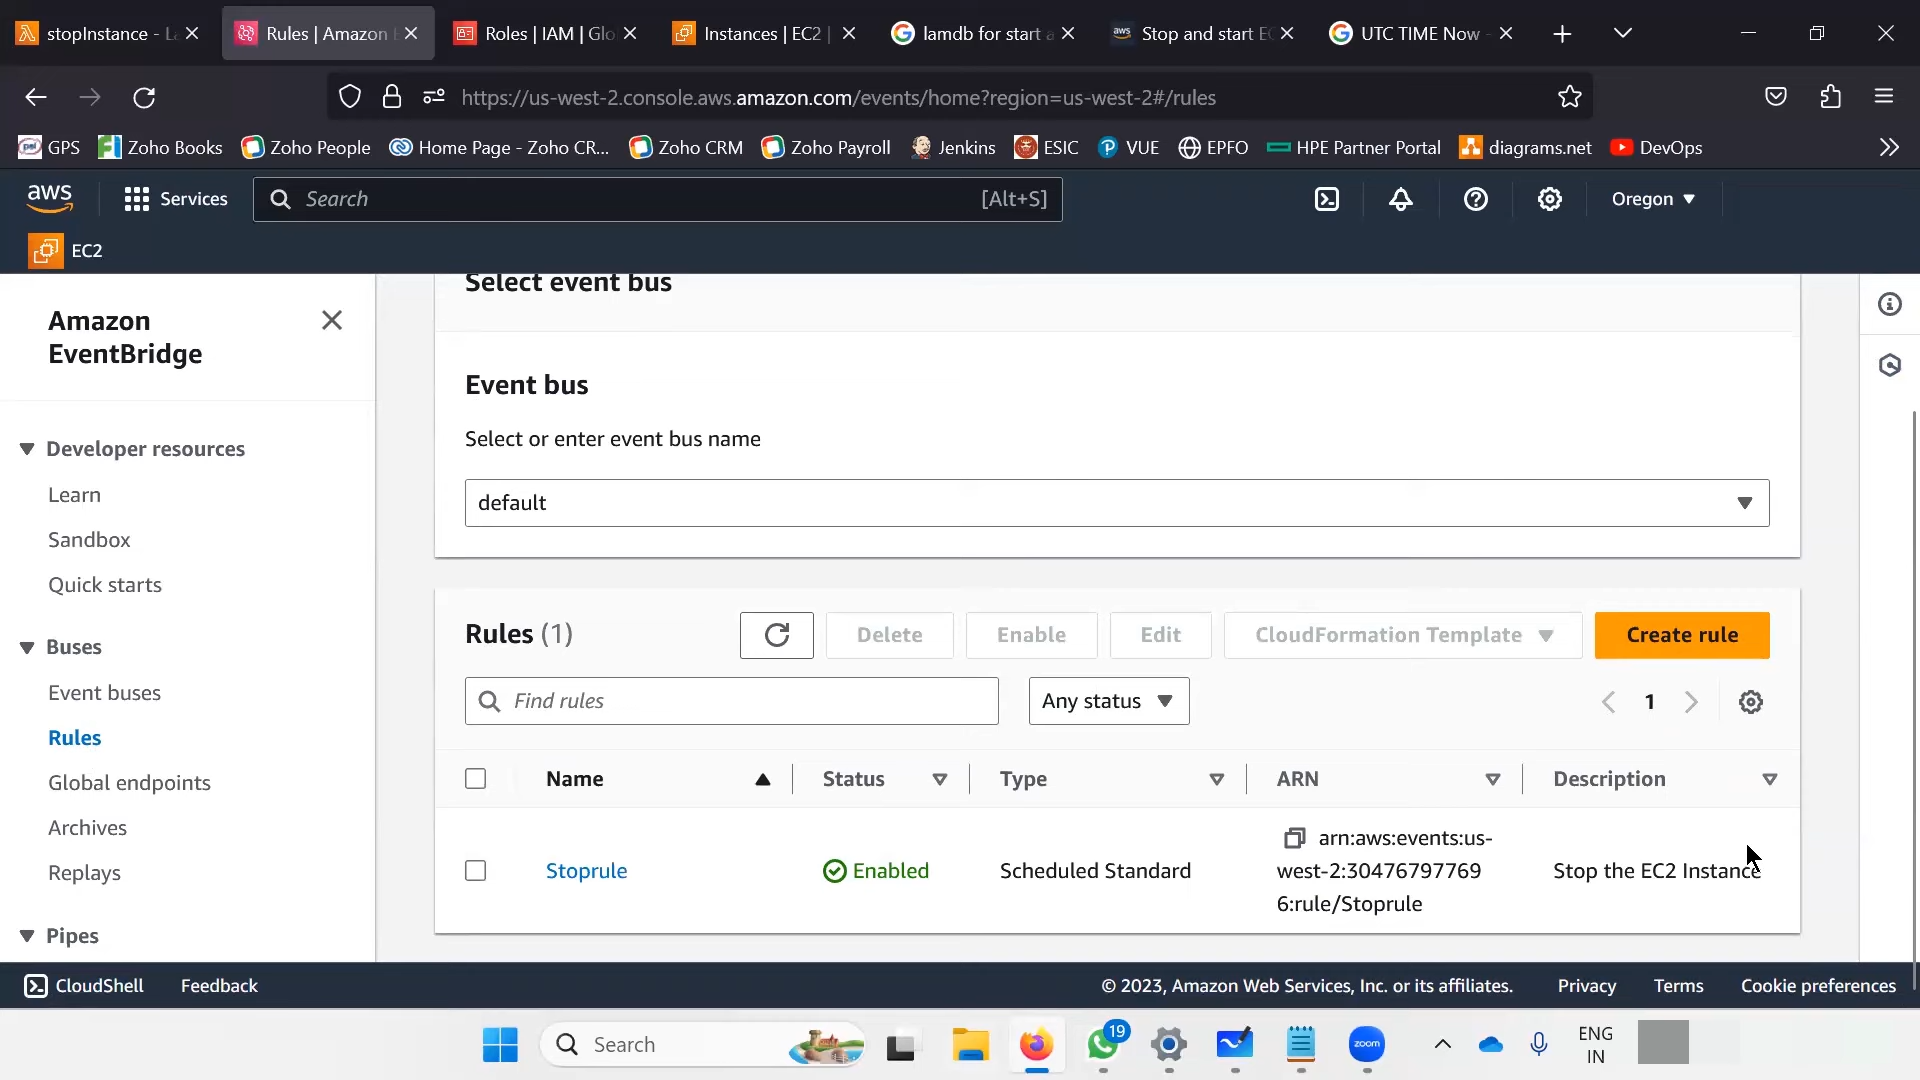 stopInstance - La
Rules | Amazon E
Roles | IAM | Glo
Instances | EC2 |
lamdb for start a
Stop and start EC
UTC TIME Now -
https://us-west-2.console.aws.amazon.com/events/home?region=us-west-2#/rules
GPS
Zoho Books
Zoho People
Home Page - Zoho CR...
Zoho CRM
Zoho Payroll
Jenkins
ESIC
VUE
EPFO
HPE Partner Portal
diagrams.net
DevOps
aws
Services
Search
[Alt+S]
Oregon
EC2
Amazon
EventBridge
Developer resources
Learn
Sandbox
Quick starts
Buses
Event buses
Rules
Global endpoints
Archives
Replays
Pipes
Select event bus
Event bus
Select or enter event bus name
default
Rules (1)
Delete
Enable
Edit
CloudFormation Template
Create rule
Find rules
Any status
1
Name
Status
Type
ARN
Description
Stoprule
Enabled
Scheduled Standard
arn:aws:events:us-
west-2:30476797769
6:rule/Stoprule
Stop the EC2 Instance
CloudShell
Feedback
© 2023, Amazon Web Services, Inc. or its affiliates.
Privacy
Terms
Cookie preferences
Search
19
zoom
ENG
IN